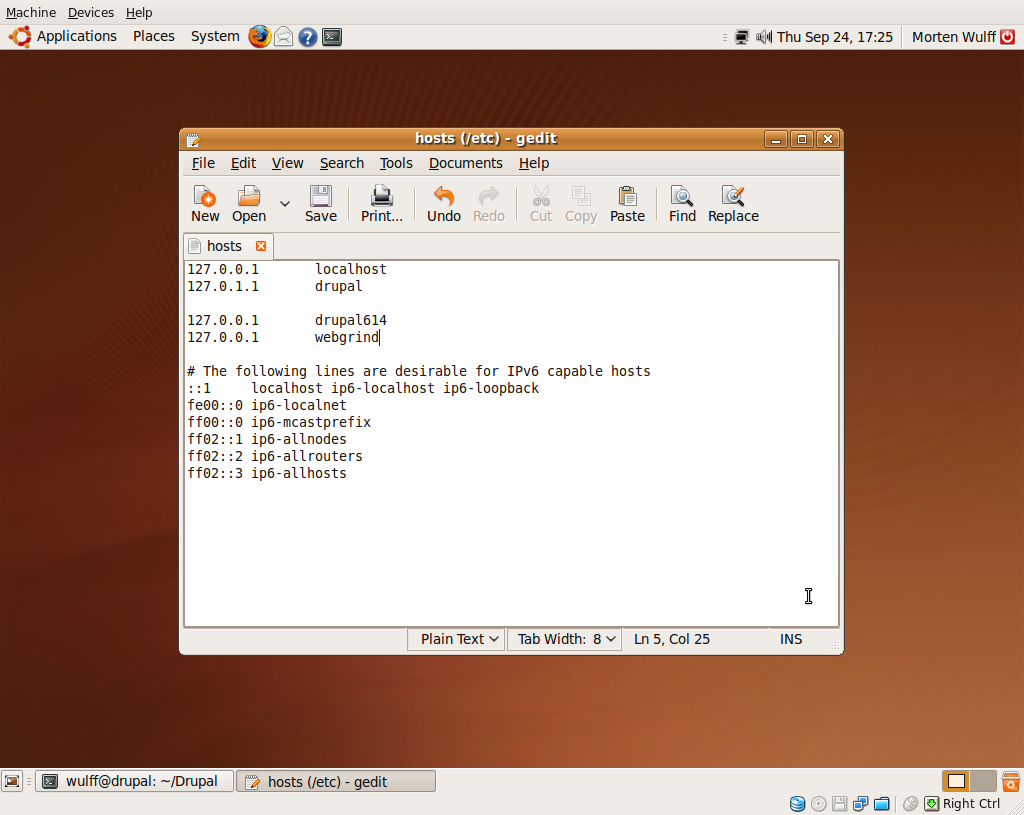 Machine Devices Help
Applications Places System Thu Sep 24, 17:25 Morten Wulff
hosts (/etc) - gedit
File Edit View Search Tools Documents Help
New Open Save Print... Undo Redo Cut Copy Paste Find Replace
hosts
127.0.0.1 localhost
127.0.1.1 drupal
127.0.0.1 drupal614
127.0.0.1 webgrind
# The following lines are desirable for IPv6 capable hosts
::1 localhost ip6-localhost ip6-loopback
fe00::0 ip6-localnet
ff00::0 ip6-mcastprefix
ff02::1 ip6-allnodes
ff02::2 ip6-allrouters
ff02::3 ip6-allhosts
Plain Text Tab Width: 8 Ln 5, Col 25 INS
wulff@drupal: ~/Drupal hosts (/etc) - gedit
Right Ctrl